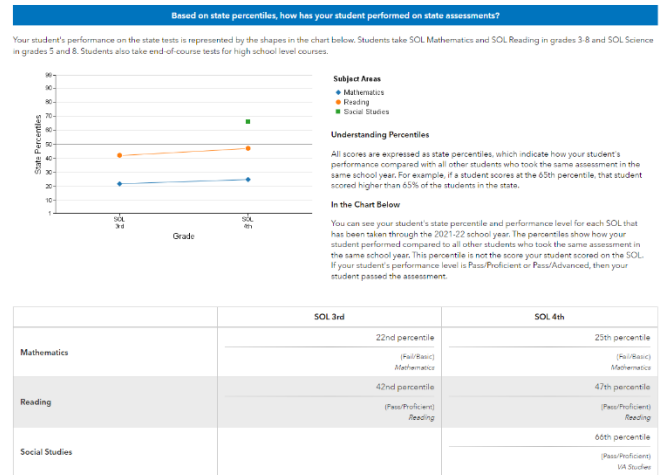 Based on state percentiles, how has your student performed on state assessments?
Your student's performance on the state tests is represented by the shapes in the chart below. Students take SOL Mathematics and SOL Reading in grades 3-8 and SOL Science
in grades 5 and 8. Students also take end-of-course tests for high school level courses.
State Percentiles
99
90
80
70
60
50
40
30
20
10
1
SOL
3rd
SOL
4th
Grade
Subject Areas
Mathematics
Reading
Social Studies
Understanding Percentiles
All scores are expressed as state percentiles, which indicate how your student's
performance compared with all other students who took the same assessment in the
same school year. For example, if a student scores at the 65th percentile, that student
scored higher than 65% of the students in the state.
In the Chart Below
You can see your student's state percentile and performance level for each SOL that
has been taken through the 2021-22 school year. The percentiles show how your
student performed compared to all other students who took the same assessment in
the same school year. This percentile is not the score your student scored on the SOL.
If your student's performance level is Pass/Proficient or Pass/Advanced, then your
student passed the assessment.
SOL 3rd
SOL 4th
Mathematics
22nd percentile
(Fail/Basic)
Mathematics
25th percentile
(Fail/Basic)
Mathematics
Reading
42nd percentile
(Pass/Proficient)
Reading
47th percentile
(Pass/Proficient)
Reading
Social Studies
66th percentile
(Pass/Proficient)
VA Studies